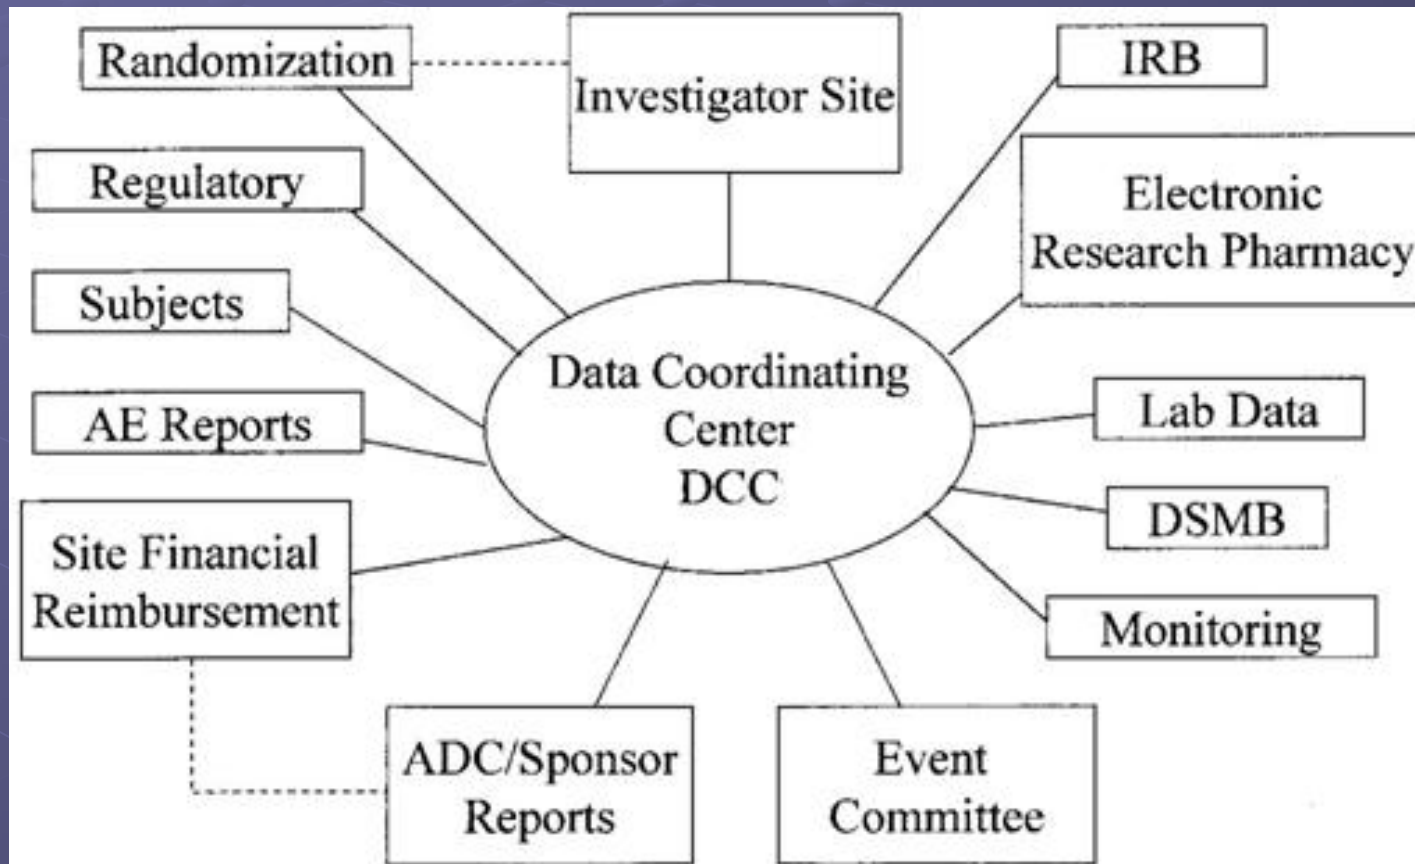 Randomization
Investigator Site
IRB
Regulatory
Electronic
Research Pharmacy
Subjects
Data Coordinating
Center
DCC
AE Reports
Lab Data
DSMB
Site Financial
Reimbursement
Monitoring
ADC/Sponsor
Reports
Event
Committee